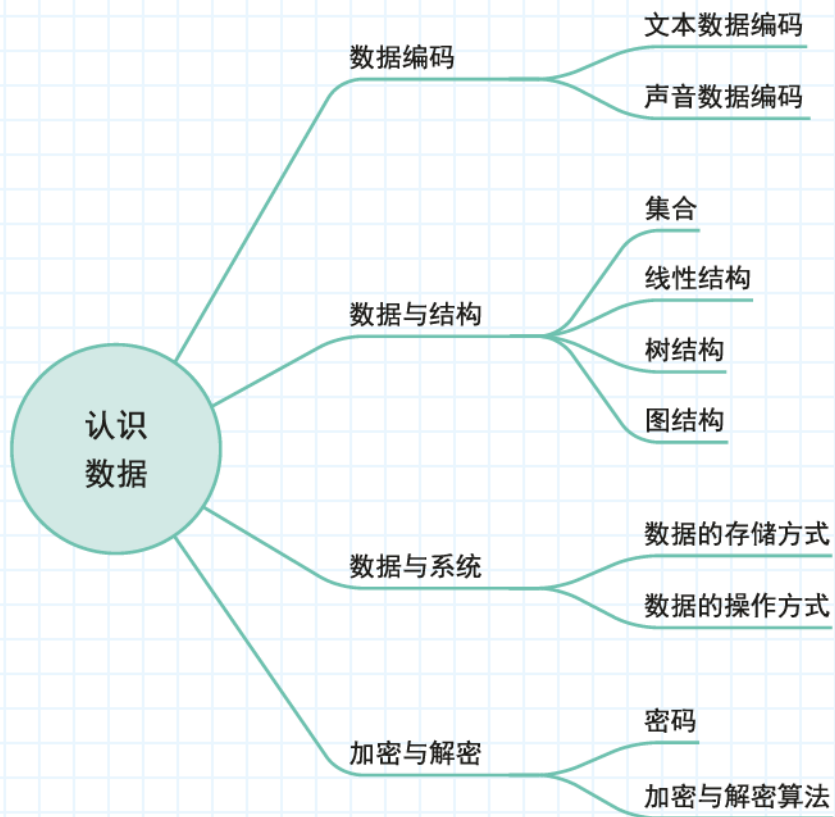 认识
数据
数据编码
文本数据编码
声音数据编码
数据与结构
集合
线性结构
树结构
图结构
数据与系统
数据的存储方式
数据的操作方式
加密与解密
密码
加密与解密算法